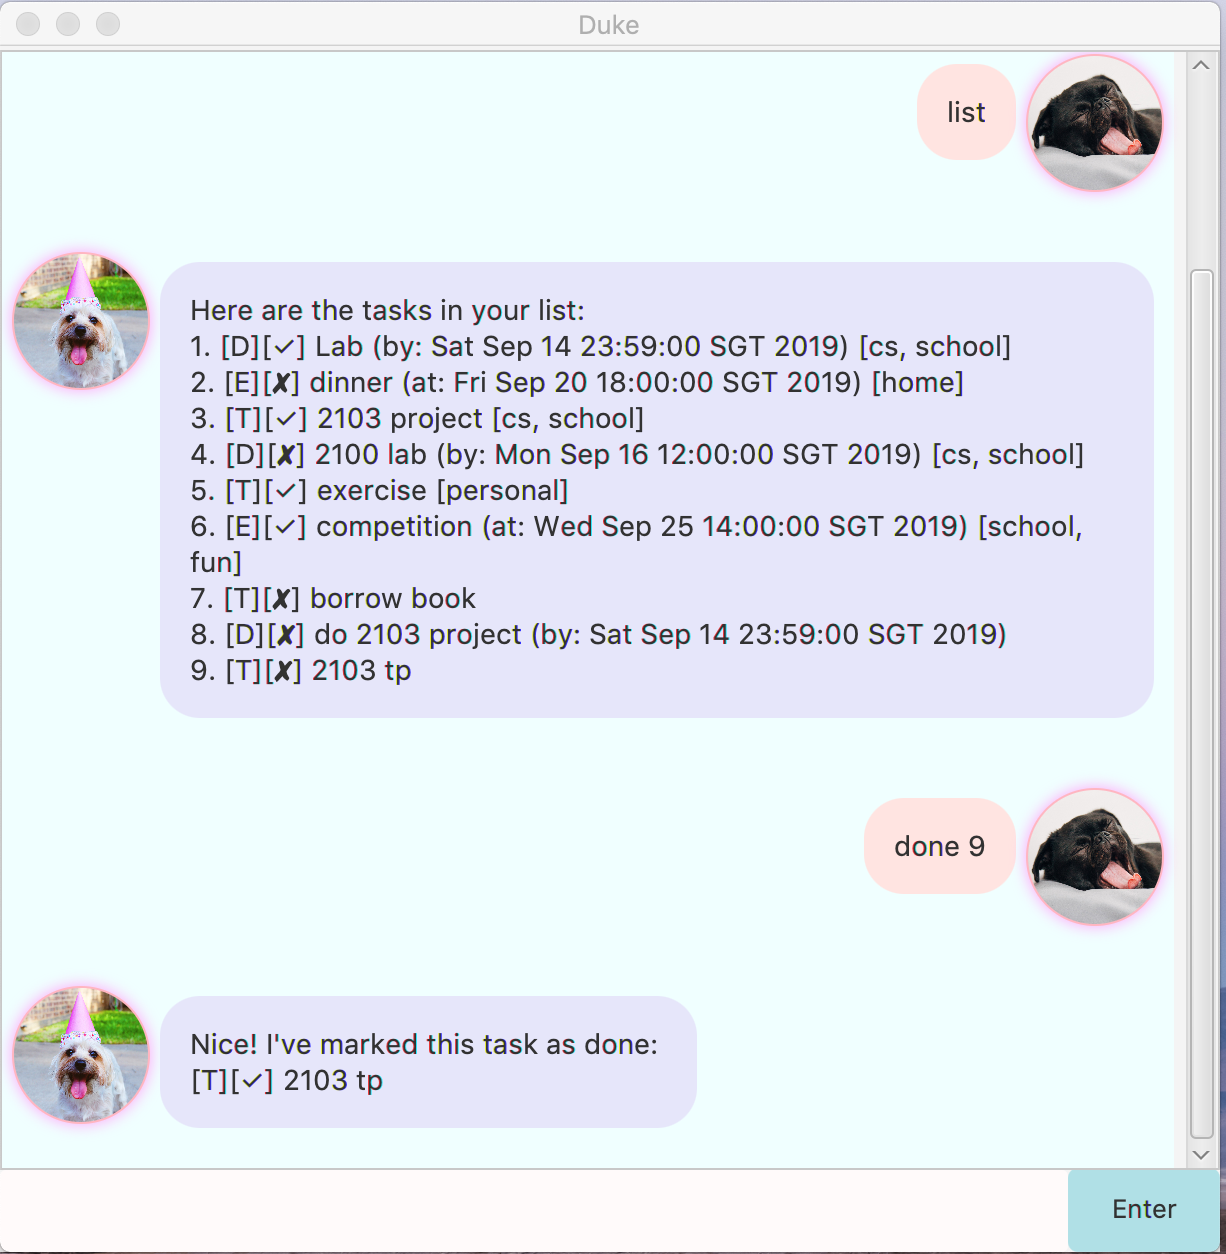 Duke
list
Here are the tasks in your list:
1. [D][✓] Lab (by: Sat Sep 14 23:59:00 SGT 2019) [cs, school]
2. [E][✘] dinner (at: Fri Sep 20 18:00:00 SGT 2019) [home]
3. [T][✓] 2103 project [cs, school]
4. [D][✘] 2100 lab (by: Mon Sep 16 12:00:00 SGT 2019) [cs, school]
5. [T][✓] exercise [personal]
6. [E][✓] competition (at: Wed Sep 25 14:00:00 SGT 2019) [school,
fun]
7. [T][✘] borrow book
8. [D][✘] do 2103 project (by: Sat Sep 14 23:59:00 SGT 2019)
9. [T][✘] 2103 tp
done 9
Nice! I've marked this task as done:
[T][✓] 2103 tp
Enter